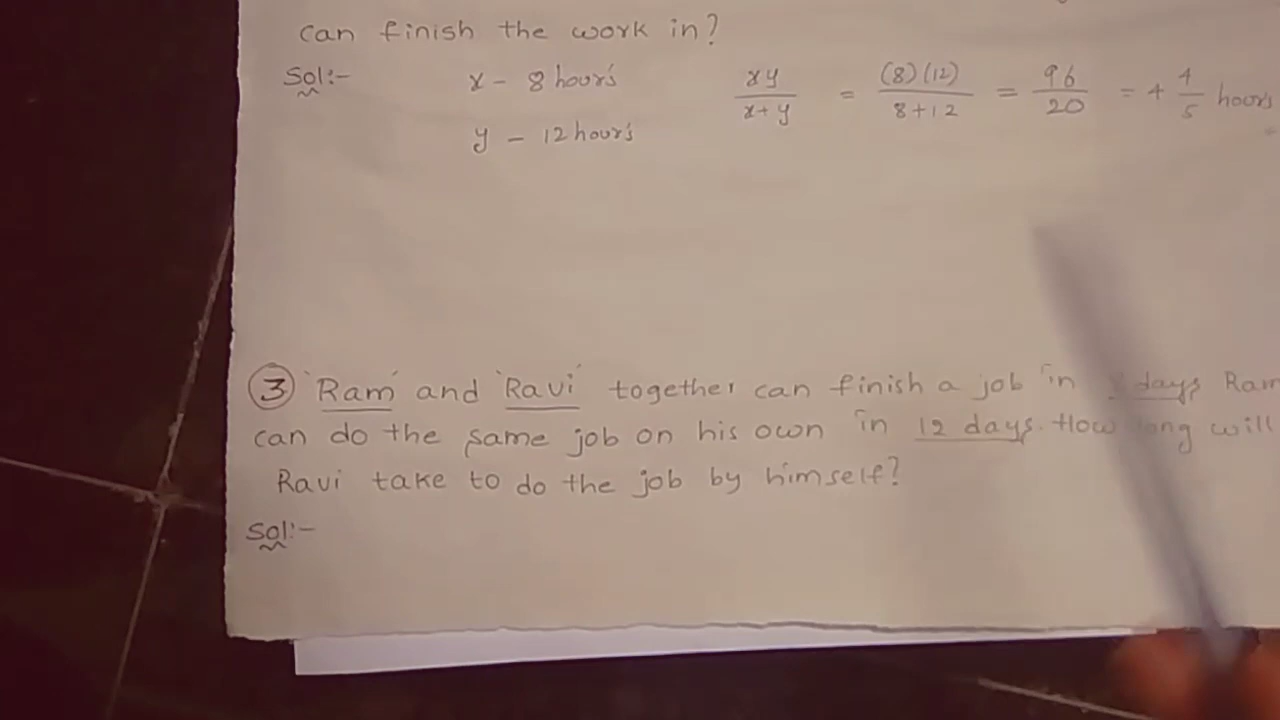 can finish the work in?
Sol:- x - 8 hours xy/x+y = (8)(12)/8+12 = 96/20 = 4 4/5 hours
y - 12 hours
③ 'Ram' and 'Ravi' together can finish a job in days Ram
can do the same job on his own in 12 days. How long will
Ravi take to do the job by himself?
Sol:-